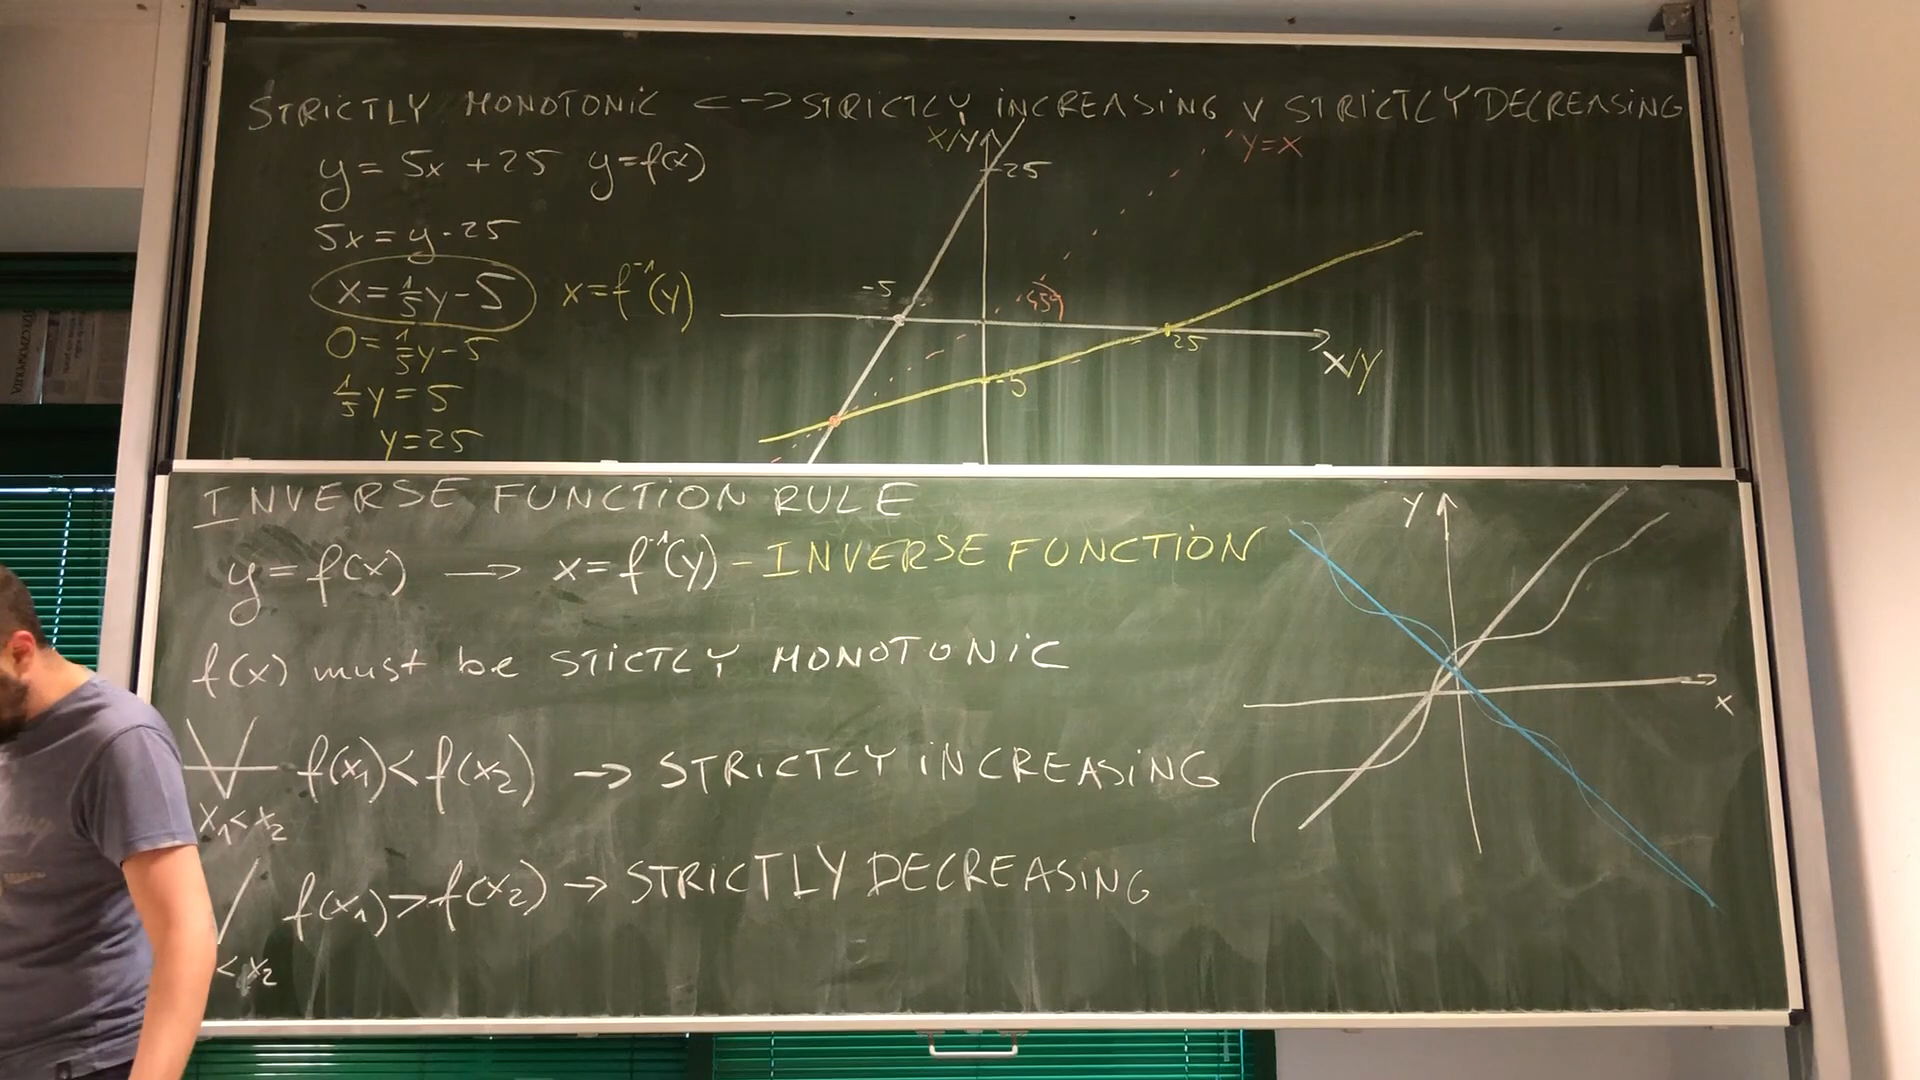 STRICTLY MONOTONIC <-> STRICTLY INCREASING ∨ STRICTLY DECREASING
y = 5x + 25 y=f(x)
5x = y - 25
x = 1/5 y - 5 x = f⁻¹(y)
0 = 1/5 y - 5
1/5 y = 5
y = 25
X/Y
25
y=x
-5
45°
25
X/Y
-5
INVERSE FUNCTION RULE
y = f(x) → x = f⁻¹(y) - INVERSE FUNCTION
f(x) must be STICTLY MONOTONIC
∀ f(x₁) < f(x₂) → STRICTLY INCREASING
x₁ < x₂
f(x₁) > f(x₂) → STRICTLY DECREASING
< x₂
Y
x